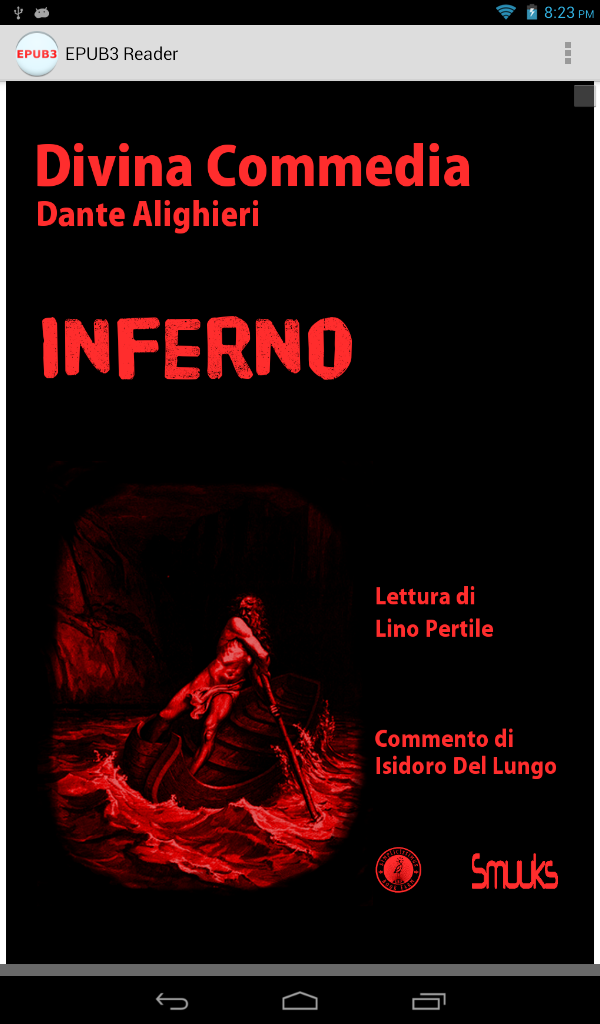 8:23 PM
EPUB3
EPUB3 Reader
Divina Commedia
Dante Alighieri
INFERNO
Lettura di
Lino Pertile
Commento di
Isidoro Del Lungo
Smuuks